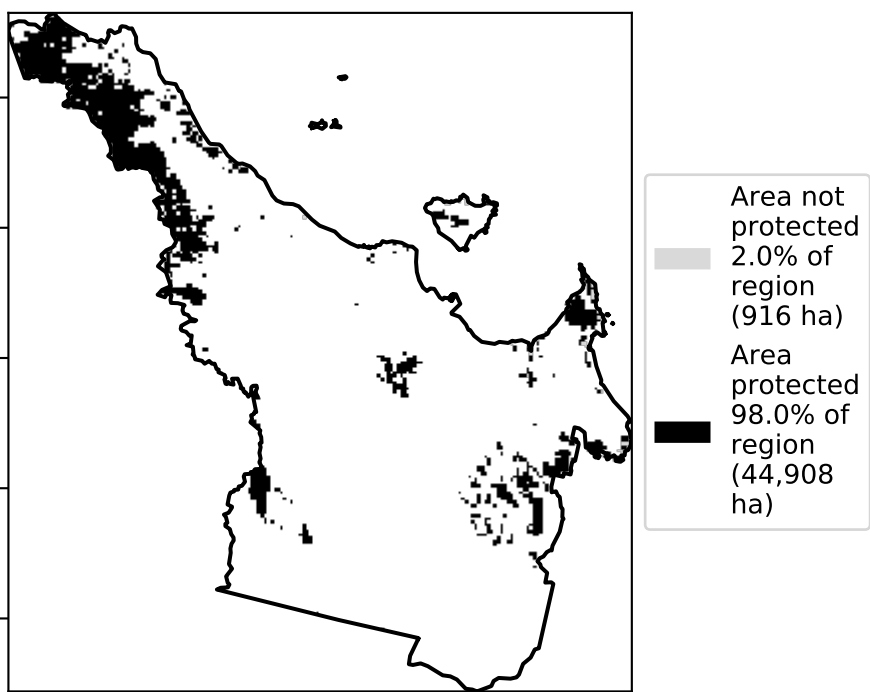 Area not
protected
2.0% of
region
(916 ha)
Area
protected
98.0% of
region
(44,908
ha)